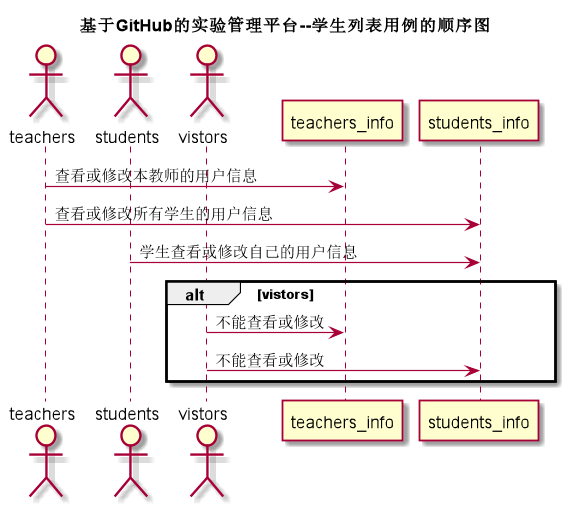 基于GitHub的实验管理平台--学生列表用例的顺序图
teachers students vistors teachers_info students_info
查看或修改本教师的用户信息
查看或修改所有学生的用户信息
学生查看或修改自己的用户信息
alt [vistors]
不能查看或修改
不能查看或修改
teachers students vistors teachers_info students_info